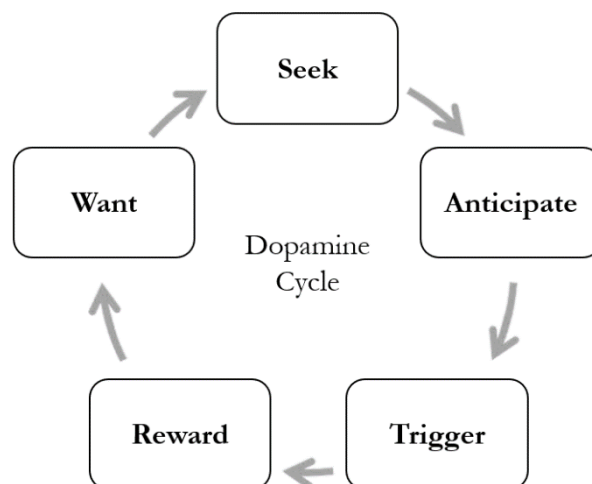 Seek
Want
Anticipate
Dopamine
Cycle
Reward
Trigger